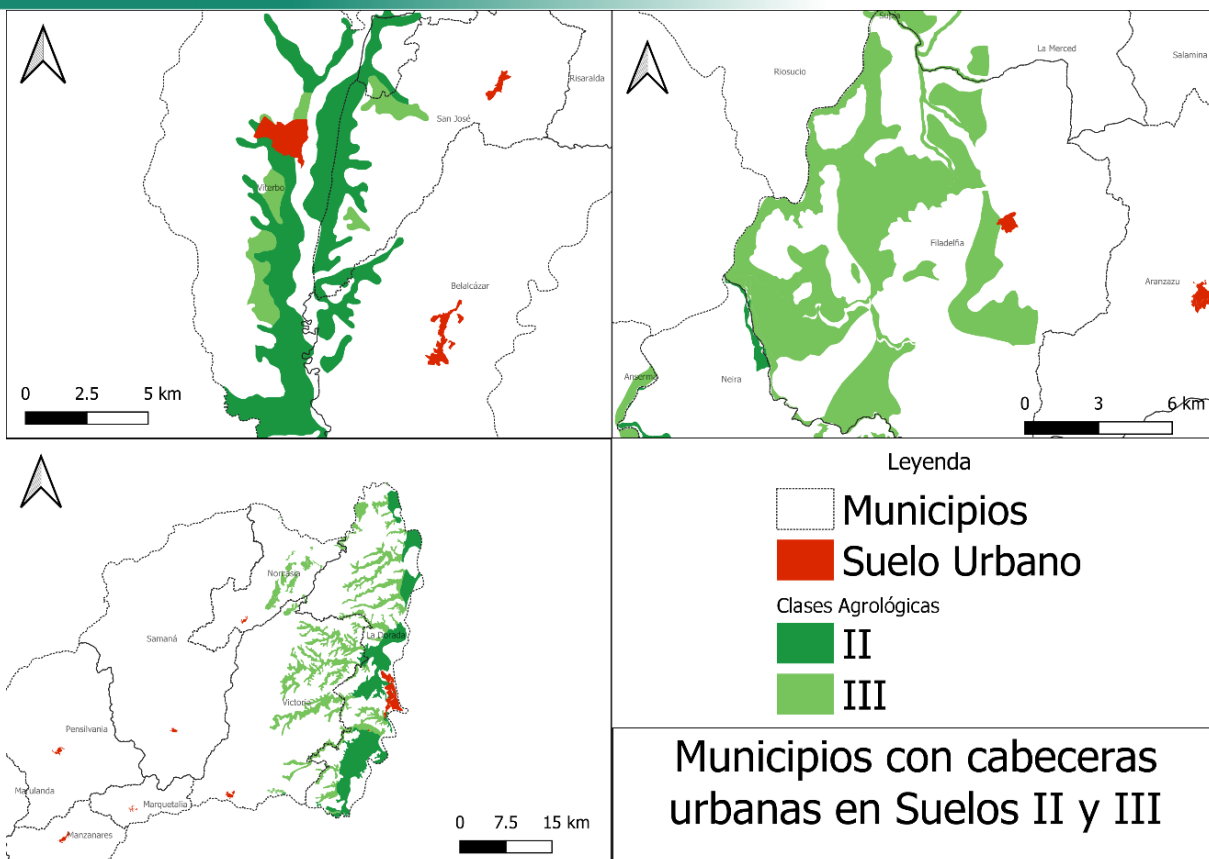 Risaralda
San José
Viterbo
Belalcázar
0 2.5 5 km
Supía
La Merced
Riosucio
Salamina
Filadelfia
Aranzazu
Anserma
Neira
0 3 6 km
Norcasia
Samaná
La Dorada
Victoria
Pensilvania
Marulanda
Marquetalia
Manzanares
0 7.5 15 km
Leyenda
Municipios
Suelo Urbano
Clases Agrológicas
II
III
Municipios con cabeceras
urbanas en Suelos II y III